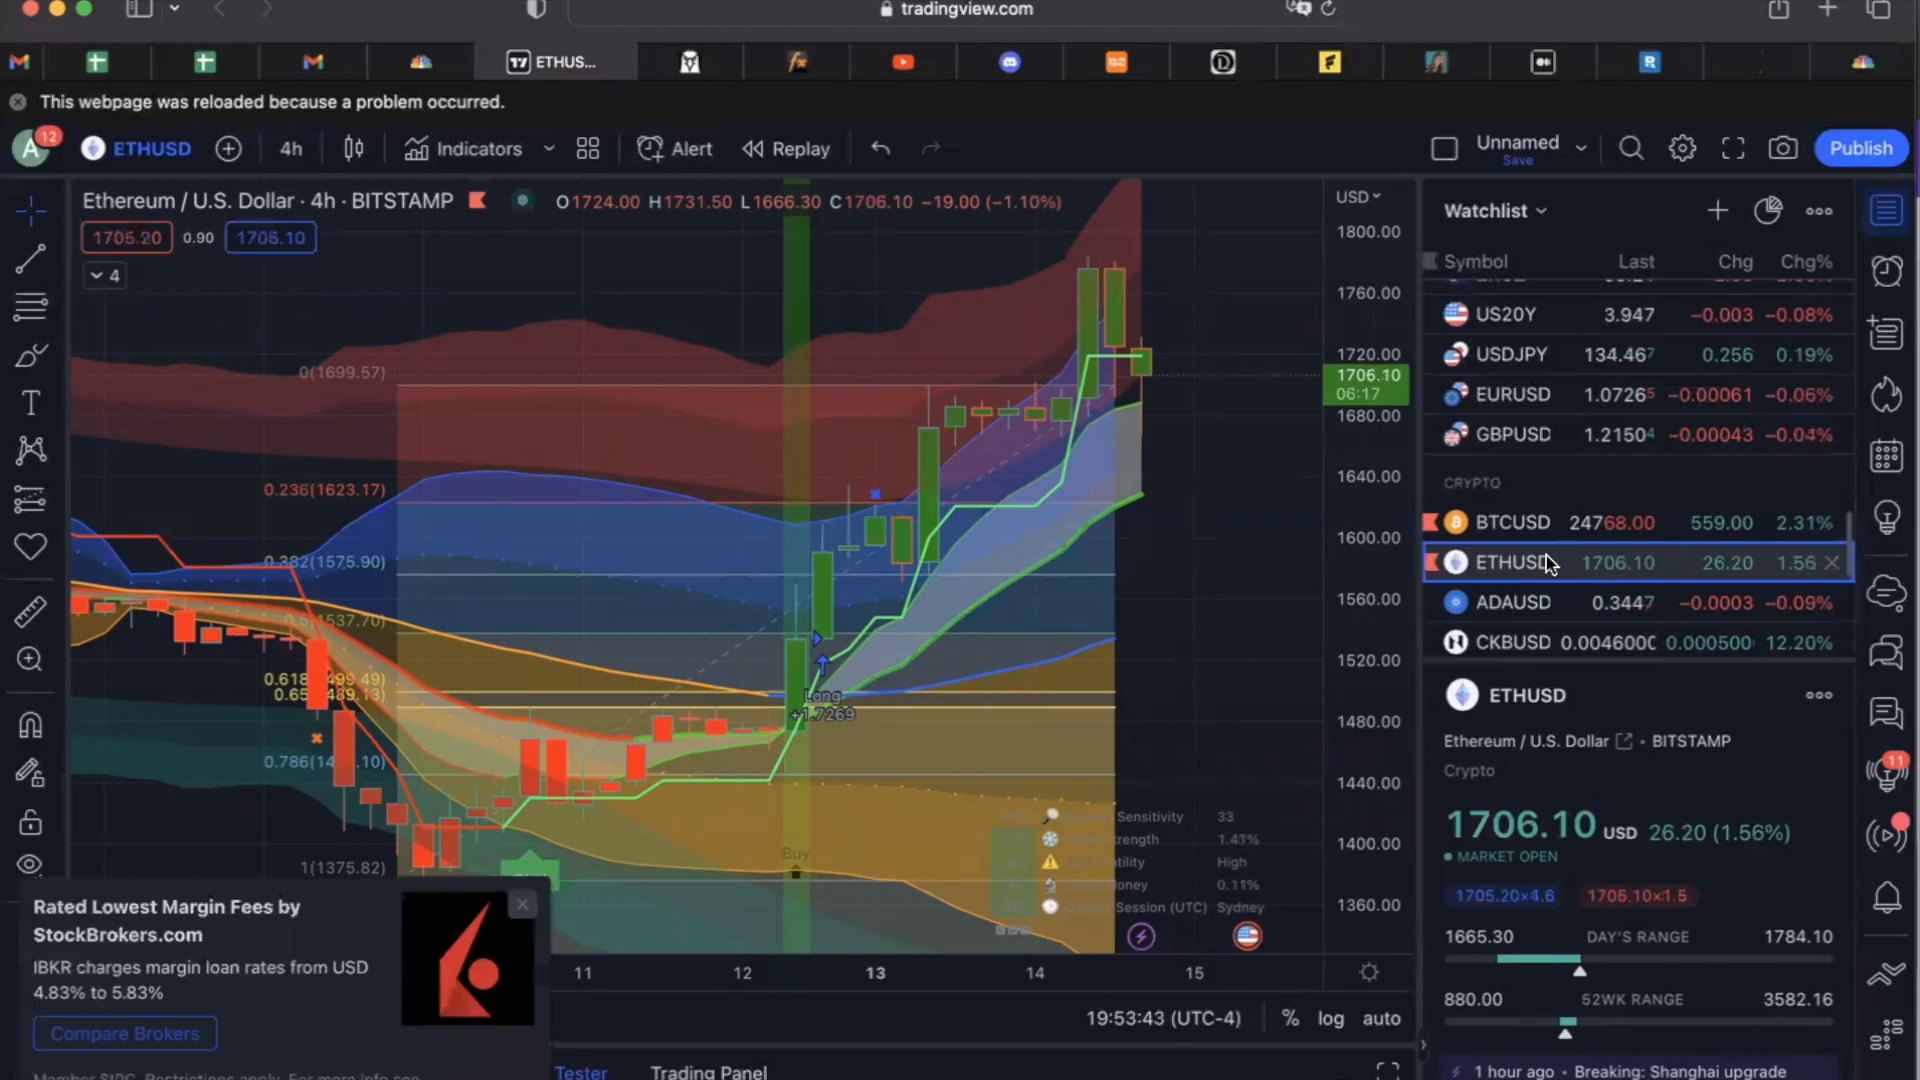 tradingview.com
ETHUS...
This webpage was reloaded because a problem occurred.
A 12 ETHUSD 4h Indicators Alert Replay Unnamed Save Publish
Ethereum / U.S. Dollar · 4h · BITSTAMP O1724.00 H1731.50 L1666.30 C1706.10 −19.00 (−1.10%)
1705.20 0.90 1706.10
4
USD
1800.00
1760.00
1720.00
1706.10
06:17
1680.00
1640.00
1600.00
1560.00
1520.00
1480.00
1440.00
1400.00
1360.00
0(1699.57)
0.236(1623.17)
0.382(1575.90)
0.5(1537.70)
0.786(14
.10)
1(1375.82)
Long
+1.7269
Buy
Sensitivity 33
1.43%
High
0.11%
Session (UTC) Sydney
11 12 13 14 15
19:53:43 (UTC-4) % log auto
Tester Trading Panel
Rated Lowest Margin Fees by
StockBrokers.com
IBKR charges margin loan rates from USD
4.83% to 5.83%
Compare Brokers
Watchlist
Symbol Last Chg Chg%
US20Y 3.947 −0.003 −0.08%
USDJPY 134.467 0.256 0.19%
EURUSD 1.07265 −0.00061 −0.06%
GBPUSD 1.21504 −0.00043 −0.04%
CRYPTO
BTCUSD 24768.00 559.00 2.31%
ETHUSD 1706.10 26.20 1.56
ADAUSD 0.3447 −0.0003 −0.09%
CKBUSD 0.004600 0.000500 12.20%
ETHUSD
Ethereum / U.S. Dollar · BITSTAMP
Crypto
1706.10 USD 26.20 (1.56%)
MARKET OPEN
1705.20×4.6 1706.10×1.5
1665.30 DAY'S RANGE 1784.10
880.00 52WK RANGE 3582.16
1 hour ago · Breaking: Shanghai upgrade
11